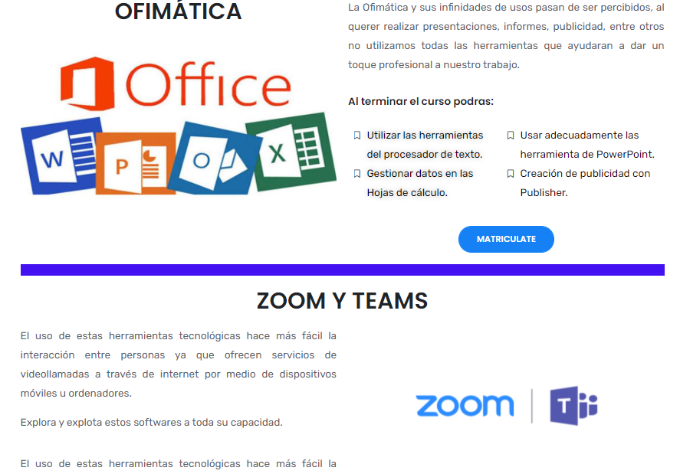 OFIMÁTICA
Office
W
P
O
X
La Ofimática y sus infinidades de usos pasan de ser percibidos, al
querer realizar presentaciones, informes, publicidad, entre otros
no utilizamos todas las herramientas que ayudaran a dar un
toque profesional a nuestro trabajo.
Al terminar el curso podras:
Utilizar las herramientas
del procesador de texto.
Gestionar datos en las
Hojas de cálculo.
Usar adecuadamente las
herramienta de PowerPoint.
Creación de publicidad con
Publisher.
MATRICULATE
ZOOM Y TEAMS
El uso de estas herramientas tecnológicas hace más fácil la
interacción entre personas ya que ofrecen servicios de
videollamadas a través de internet por medio de dispositivos
móviles u ordenadores.
Explora y explota estos softwares a toda su capacidad.
El uso de estas herramientas tecnológicas hace más fácil la
zoom
T